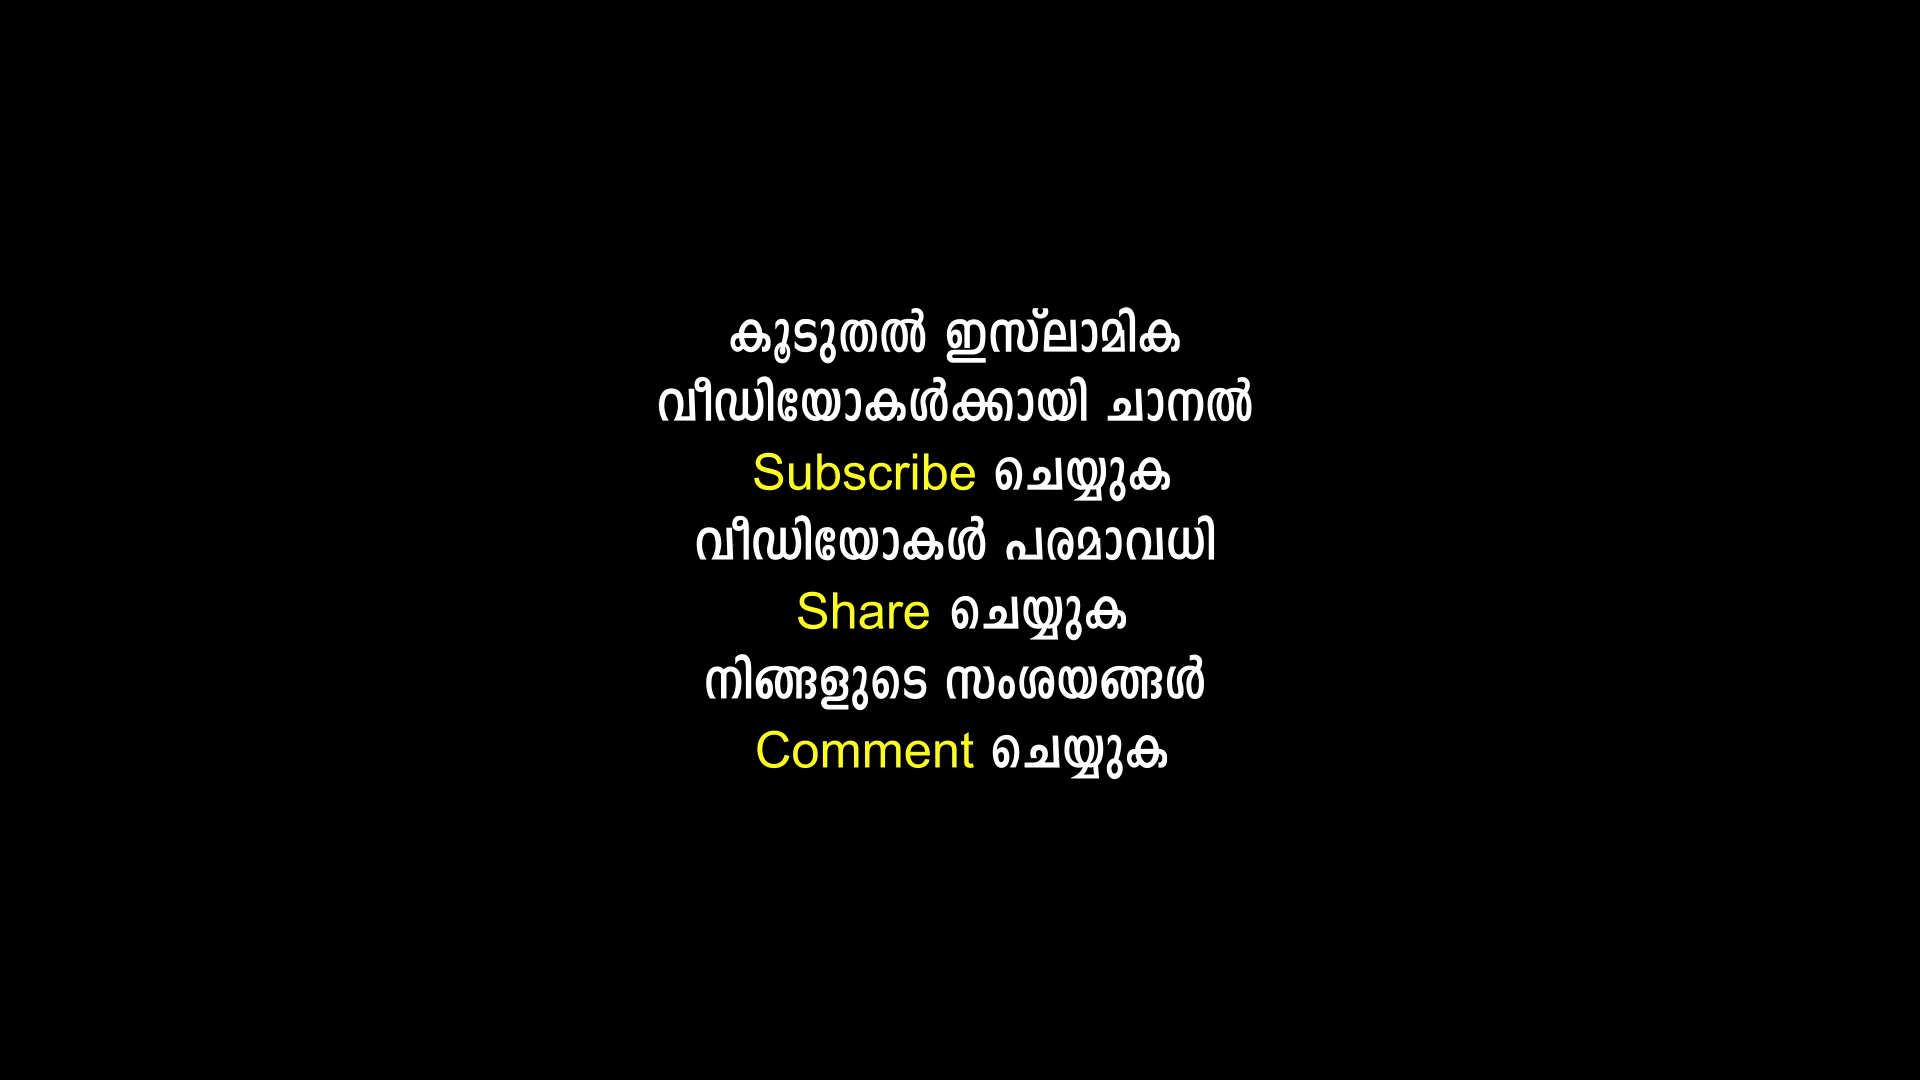 കൂടുതൽ ഇസ്‌ലാമിക
വീഡിയോകൾക്കായി ചാനൽ
Subscribe ചെയ്യുക
വീഡിയോകൾ പരമാവധി
Share ചെയ്യുക
നിങ്ങളുടെ സംശയങ്ങൾ
Comment ചെയ്യുക